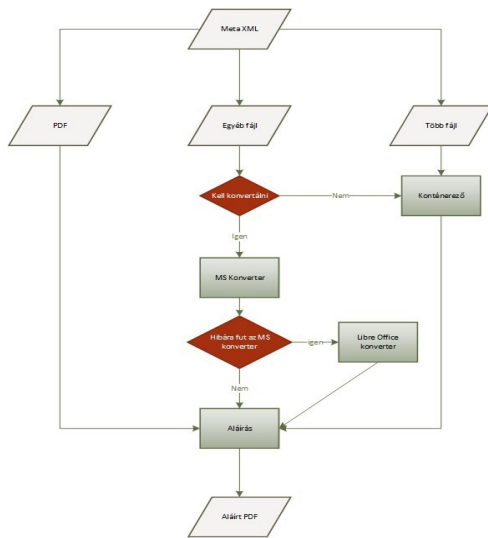 Meta XML
PDF
Egyéb fájl
Több fájl
Kell konvertálni
Nem
Konténerező
Igen
MS Konverter
Hibára fut az MS
konverter
igen
Libre Office
konverter
Nem
Aláírás
Aláírt PDF